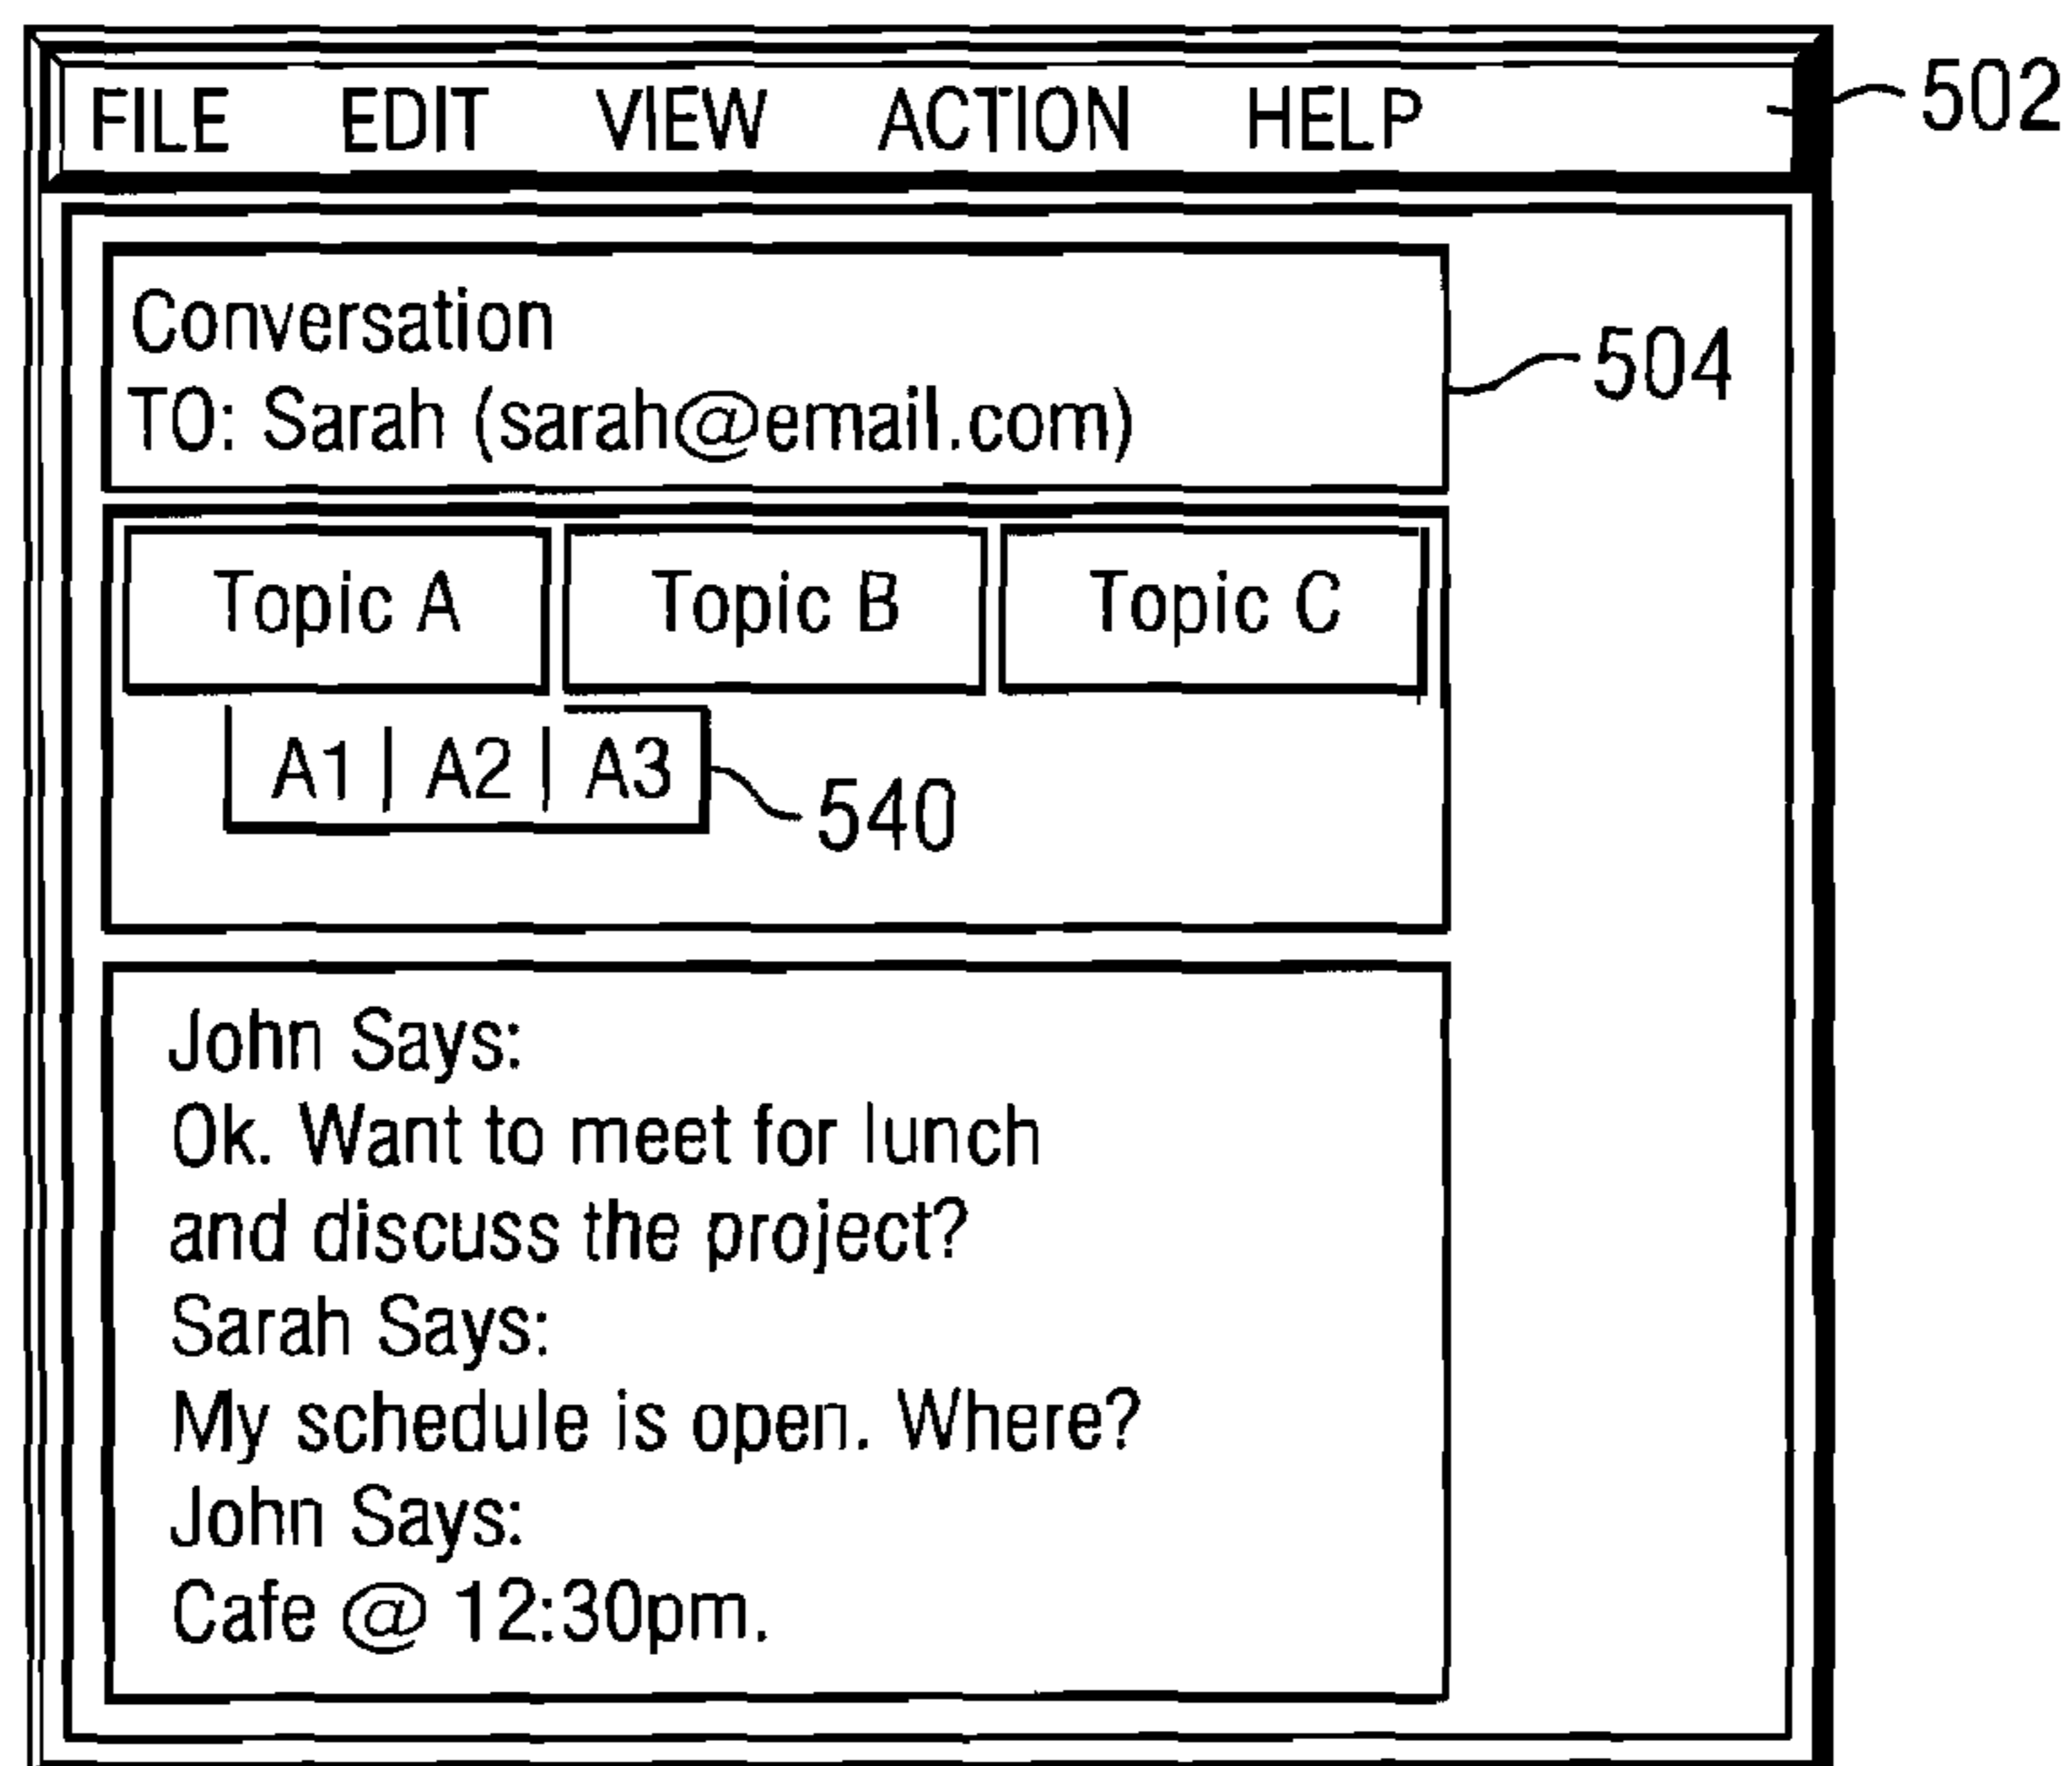 FILE EDIT VIEW ACTION HELP 502
Conversation
TO: Sarah (sarah@email.com)
504
Topic A Topic B Topic C
A1 | A2 | A3
540
John Says:
Ok. Want to meet for lunch
and discuss the project?
Sarah Says:
My schedule is open. Where?
John Says:
Cafe @ 12:30pm.